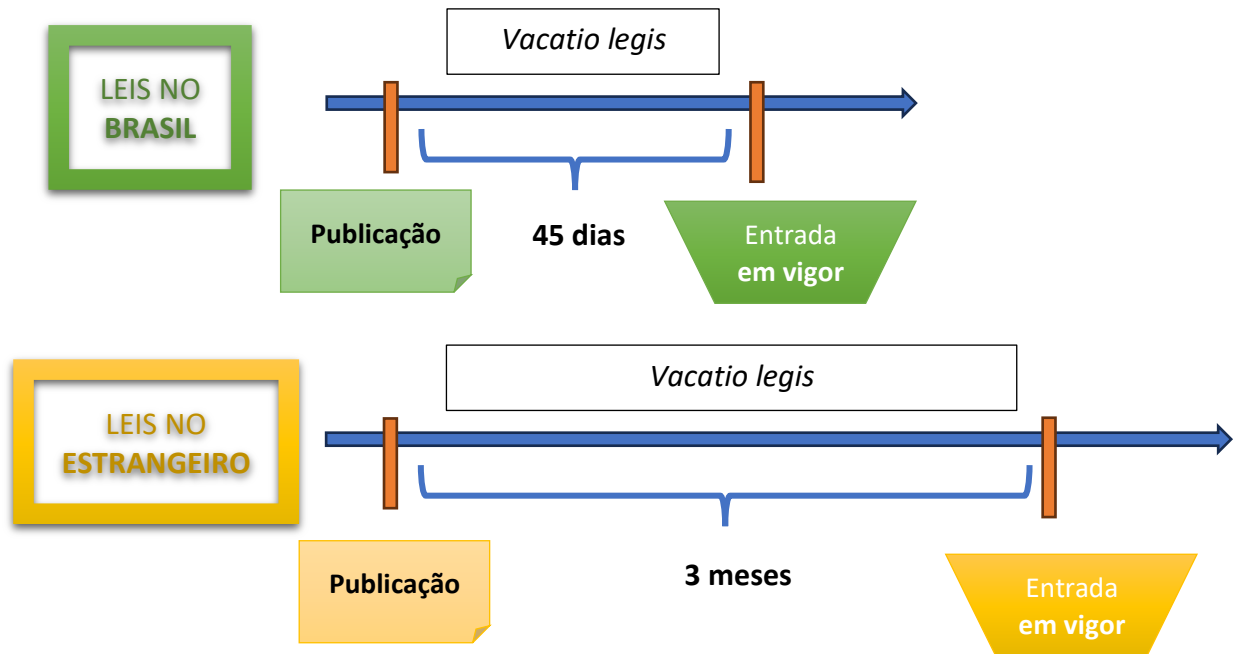 Vacatio legis
LEIS NO
BRASIL
Publicação
45 dias
Entrada
em vigor
Vacatio legis
LEIS NO
ESTRANGEIRO
Publicação
3 meses
Entrada
em vigor